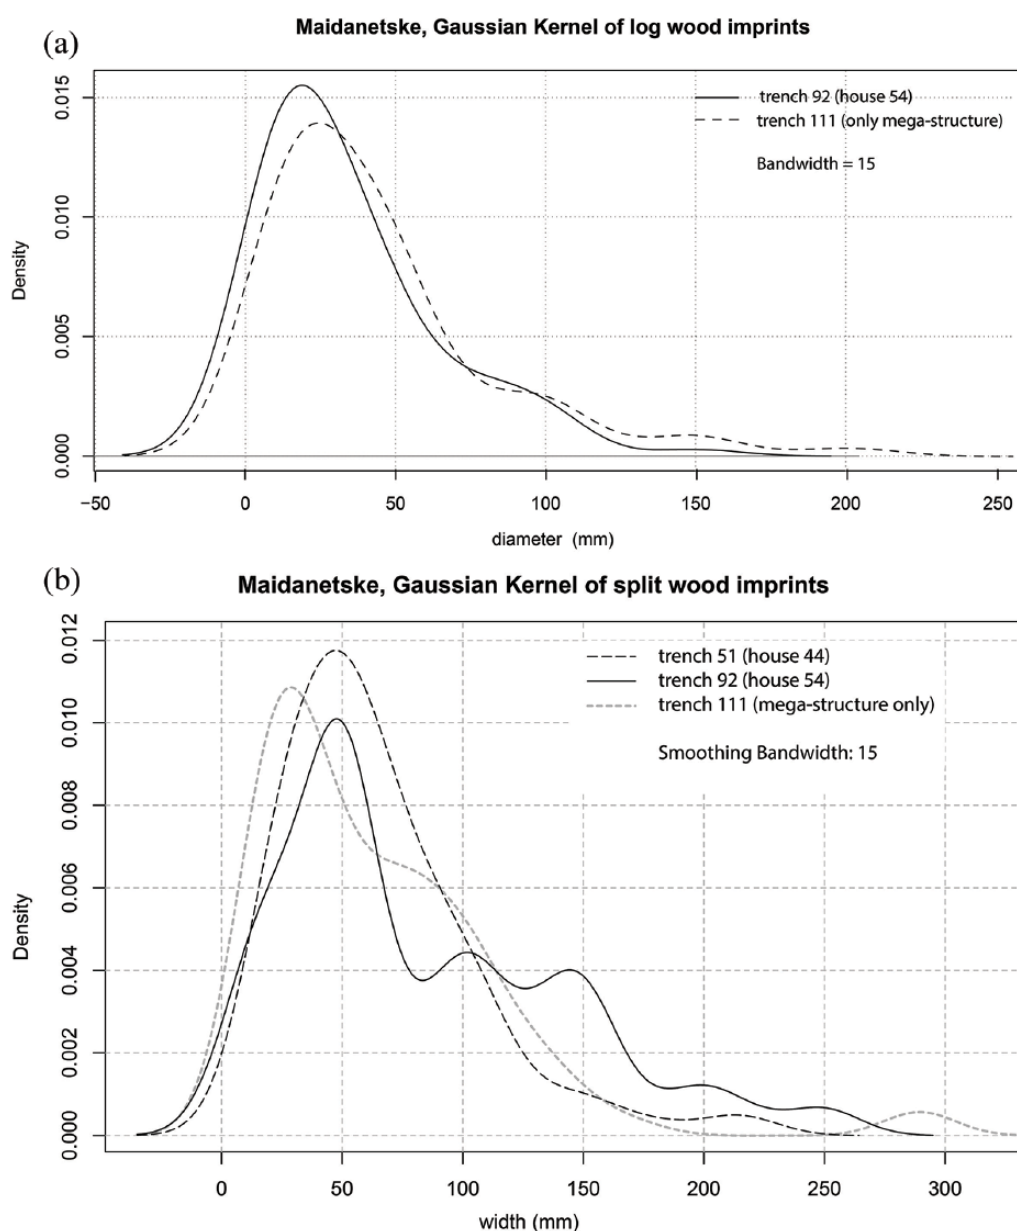 (a)
Maidanetske, Gaussian Kernel of log wood imprints
trench 92 (house 54)
trench 111 (only mega-structure)
Bandwidth = 15
Density
0.015
0.010
0.005
0.000
−50 0 50 100 150 200 250
diameter (mm)
(b)
Maidanetske, Gaussian Kernel of split wood imprints
trench 51 (house 44)
trench 92 (house 54)
trench 111 (mega-structure only)
Smoothing Bandwidth: 15
Density
0.012
0.010
0.008
0.006
0.004
0.002
0.000
0 50 100 150 200 250 300
width (mm)